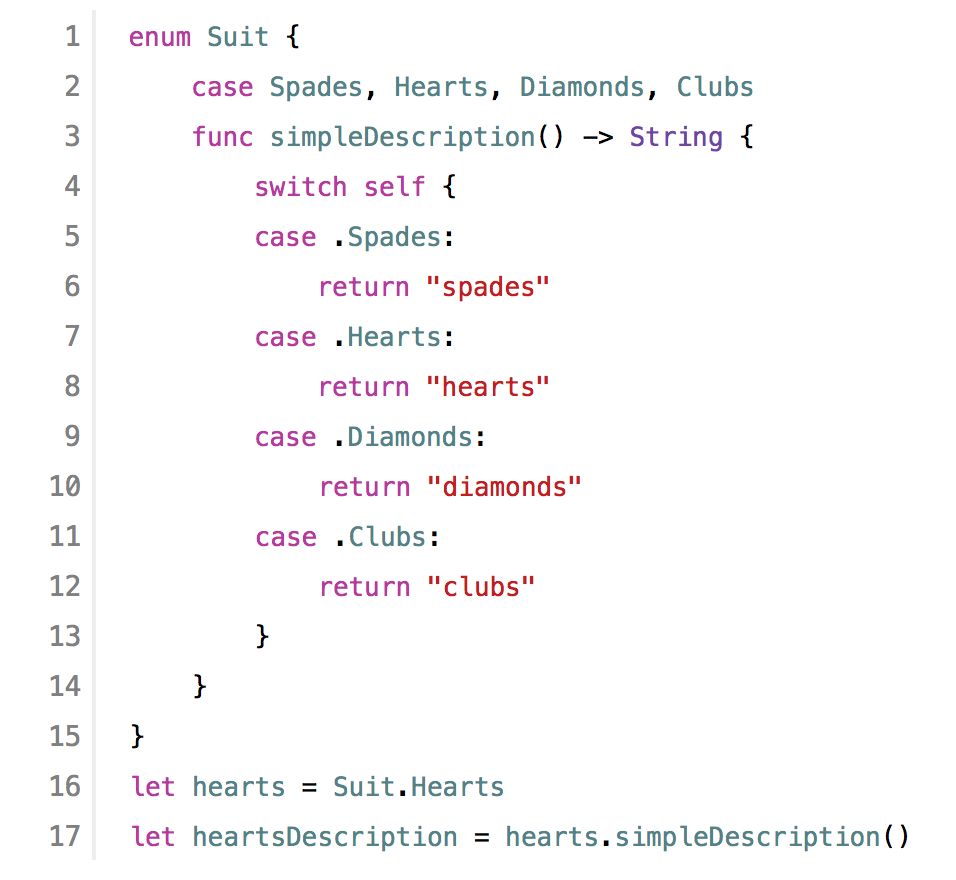 1 enum Suit {
2 case Spades, Hearts, Diamonds, Clubs
3 func simpleDescription() -> String {
4 switch self {
5 case .Spades:
6 return "spades"
7 case .Hearts:
8 return "hearts"
9 case .Diamonds:
10 return "diamonds"
11 case .Clubs:
12 return "clubs"
13 }
14 }
15 }
16 let hearts = Suit.Hearts
17 let heartsDescription = hearts.simpleDescription()